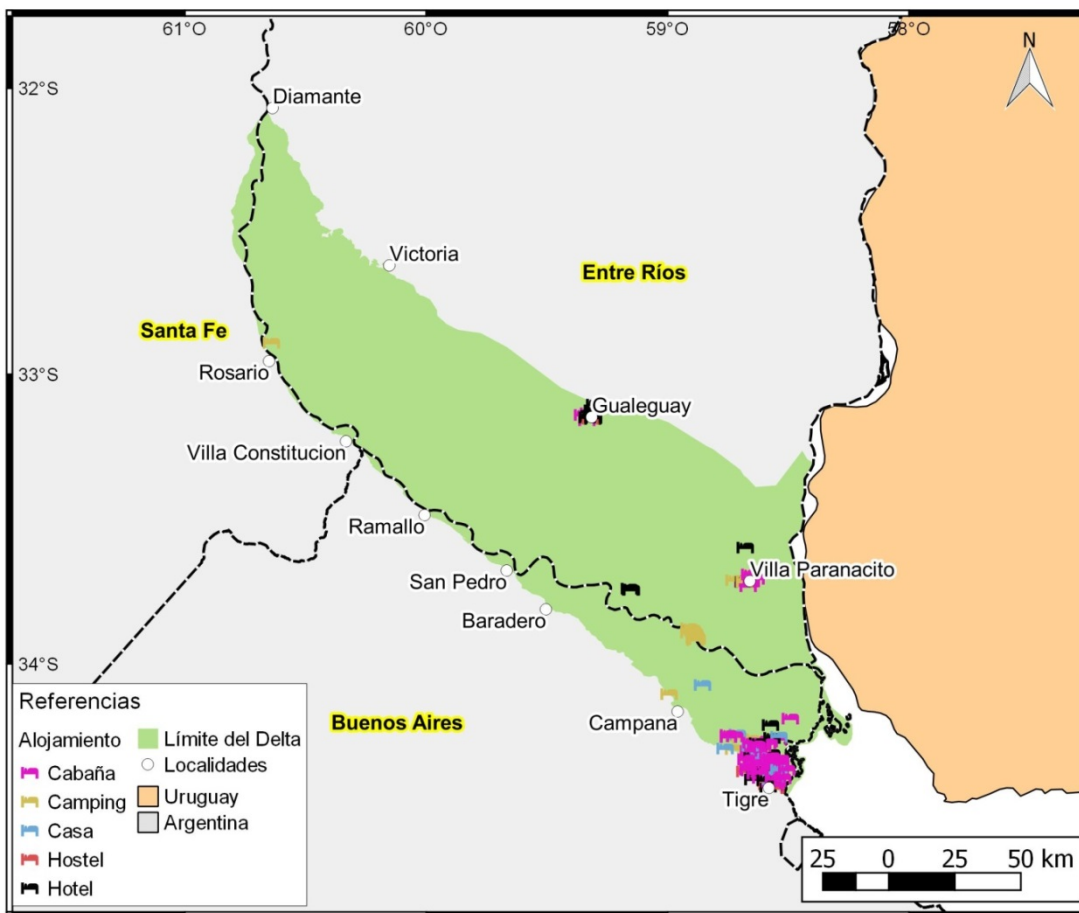 61°O 60°O 59°O 58°O
N
32°S
Diamante
Victoria
Entre Ríos
Santa Fe
Rosario
33°S
Gualeguay
Villa Constitucion
Ramallo
San Pedro
Villa Paranacito
Baradero
34°S
Campana
Buenos Aires
Tigre
Referencias
Alojamiento
Cabaña
Camping
Casa
Hostel
Hotel
Límite del Delta
Localidades
Uruguay
Argentina
25 0 25 50 km